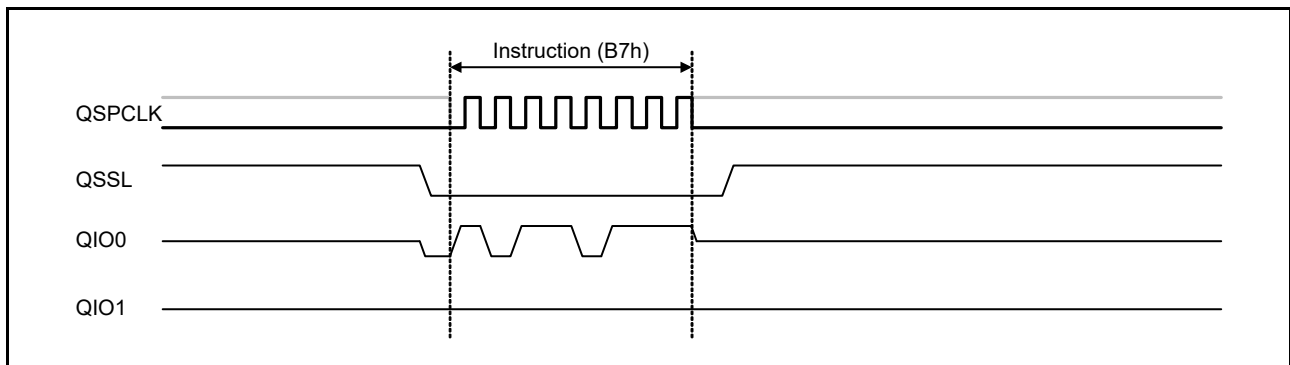 Instruction (B7h)
QSPCLK
QSSL
QIO0
QIO1